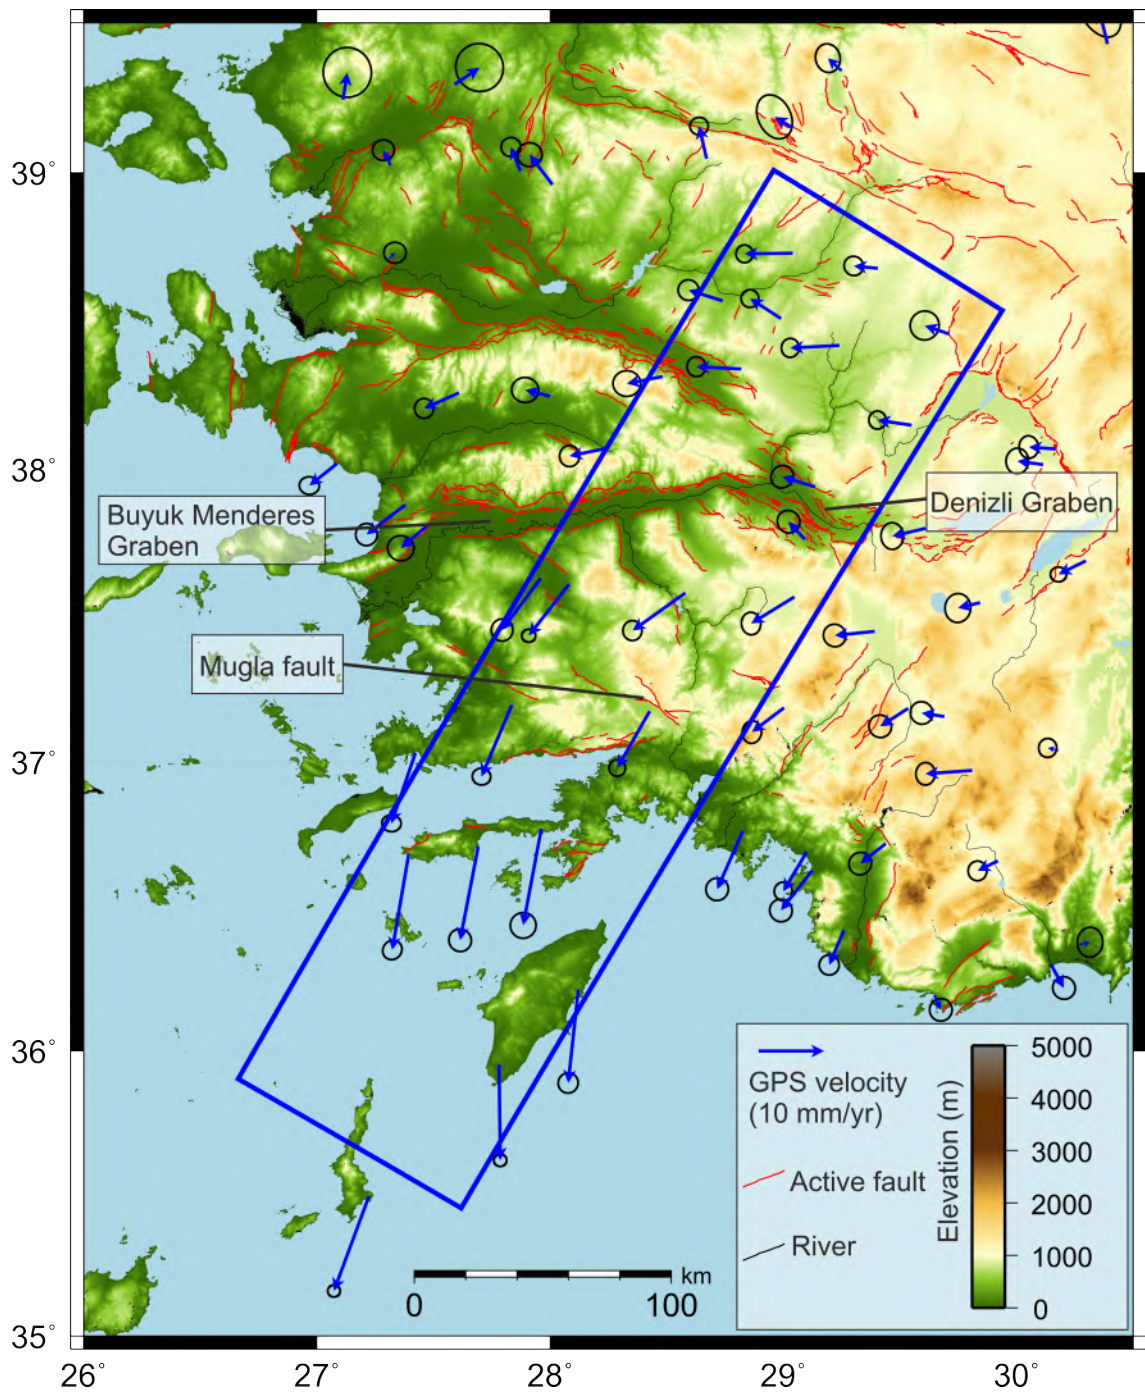 39°
38°
37°
36°
35°
26°
27°
28°
29°
30°
Buyuk Menderes
Graben
Denizli Graben
Mugla fault
GPS velocity
(10 mm/yr)
Active fault
River
Elevation (m)
5000
4000
3000
2000
1000
0
km
0
100